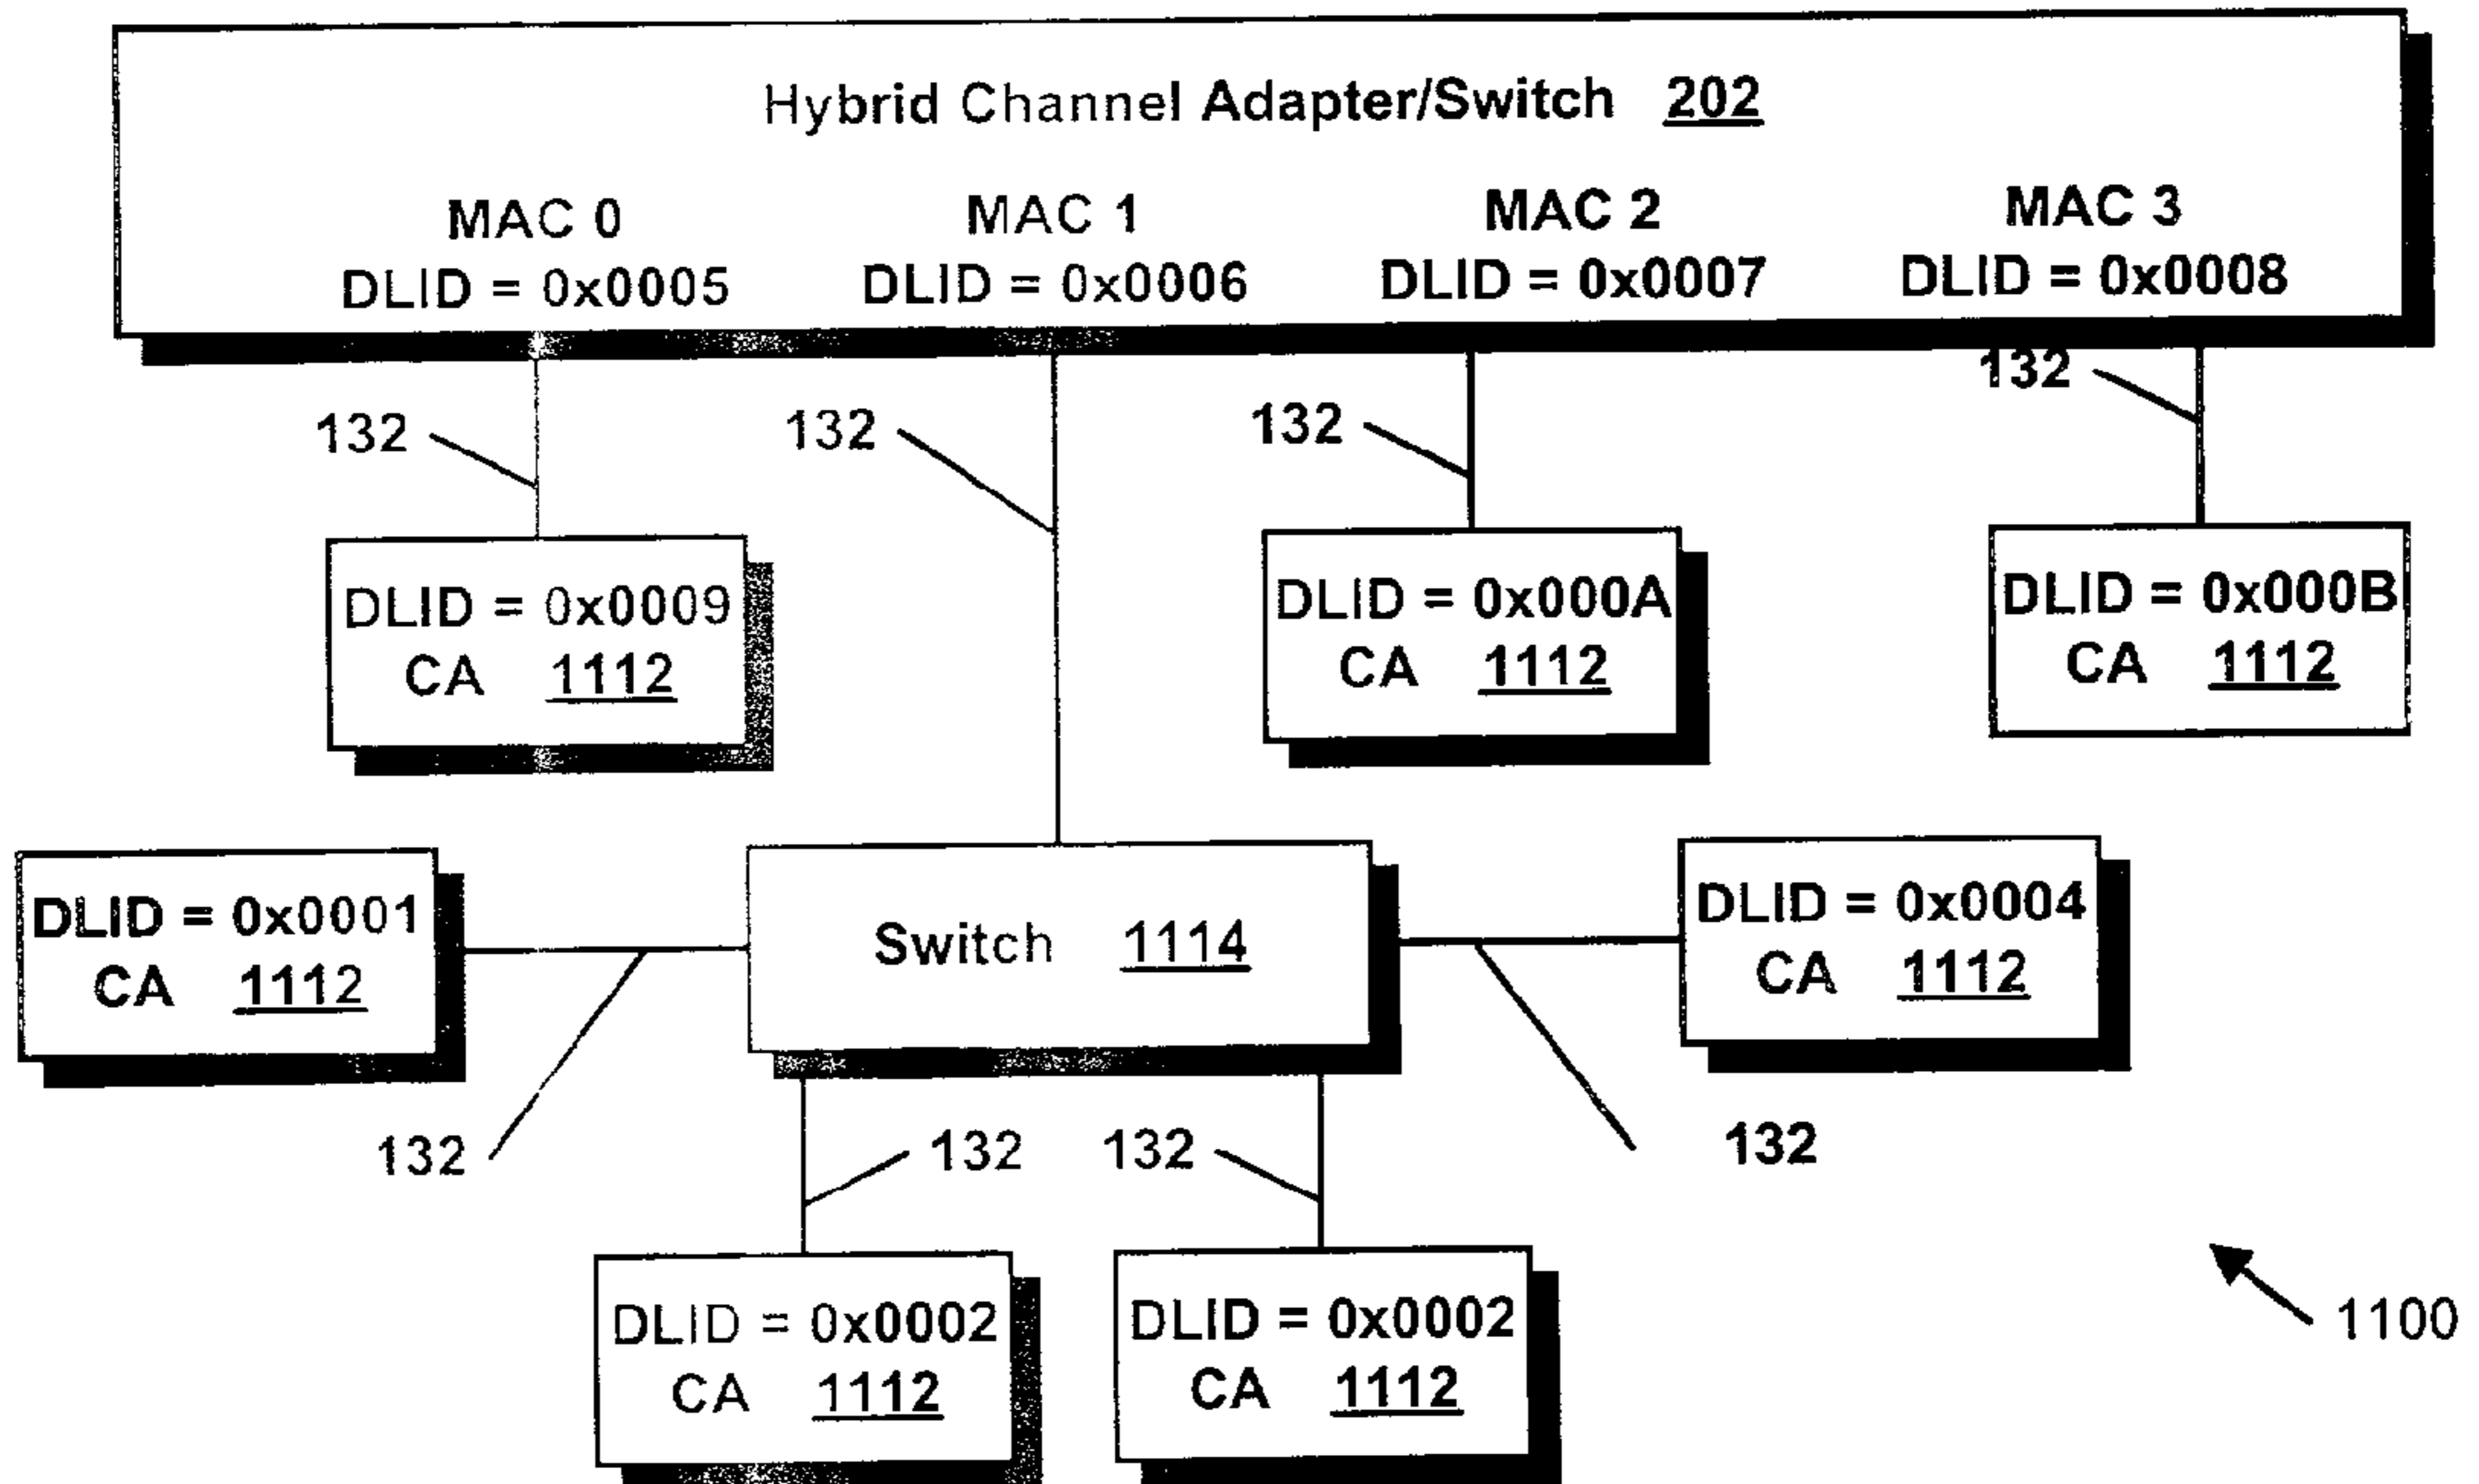 Hybrid Channel Adapter/Switch 202
MAC 0 MAC 1 MAC 2 MAC 3
DLID = 0x0005 DLID = 0x0006 DLID = 0x0007 DLID = 0x0008
132 132 132 132
DLID = 0x0009
CA 1112
DLID = 0x000A
CA 1112
DLID = 0x000B
CA 1112
DLID = 0x0001
CA 1112
Switch 1114
DLID = 0x0004
CA 1112
132 132 132 132
DLID = 0x0002
CA 1112
DLID = 0x0002
CA 1112
1100